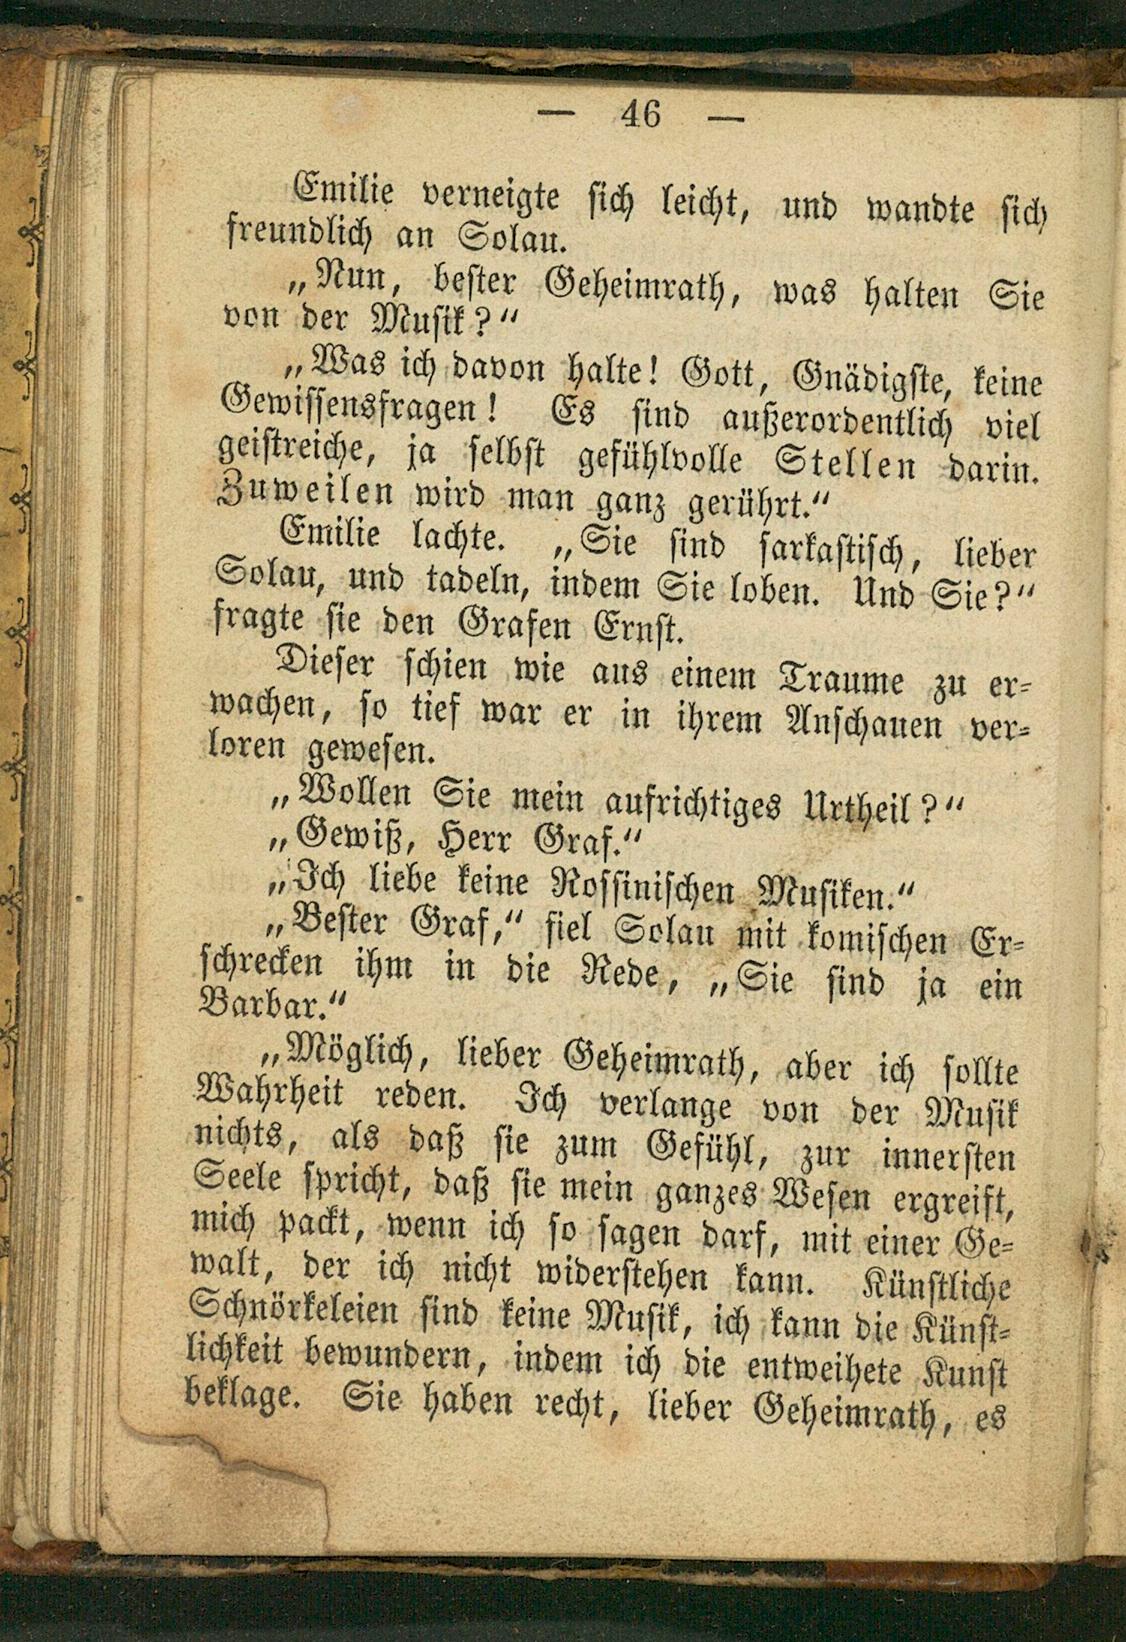 — 46 —
Emilie verneigte sich leicht, und wandte sich
freundlich an Solau.
„Nun, bester Geheimrath, was halten Sie
von der Musik?“
„Was ich davon halte! Gott, Gnädigste, keine
Gewissensfragen! Es sind außerordentlich viel
geistreiche, ja selbst gefühlvolle Stellen darin.
Zuweilen wird man ganz gerührt.“
Emilie lachte. „Sie sind sarkastisch, lieber
Solau, und tadeln, indem Sie loben. Und Sie?“
fragte sie den Grafen Ernst.
Dieser schien wie aus einem Traume zu er-
wachen, so tief war er in ihrem Anschauen ver-
loren gewesen.
„Wollen Sie mein aufrichtiges Urtheil?“
„Gewiß, Herr Graf.“
„Ich liebe keine Rossinischen Musiken.“
„Bester Graf,“ fiel Solau mit komischen Er-
schrecken ihm in die Rede, „Sie sind ja ein
Barbar.“
„Möglich, lieber Geheimrath, aber ich sollte
Wahrheit reden. Ich verlange von der Musik
nichts, als daß sie zum Gefühl, zur innersten
Seele spricht, daß sie mein ganzes Wesen ergreift,
mich packt, wenn ich so sagen darf, mit einer Ge-
walt, der ich nicht widerstehen kann. Künstliche
Schnörkeleien sind keine Musik, ich kann die Künst-
lichkeit bewundern, indem ich die entweihete Kunst
beklage. Sie haben recht, lieber Geheimrath, es